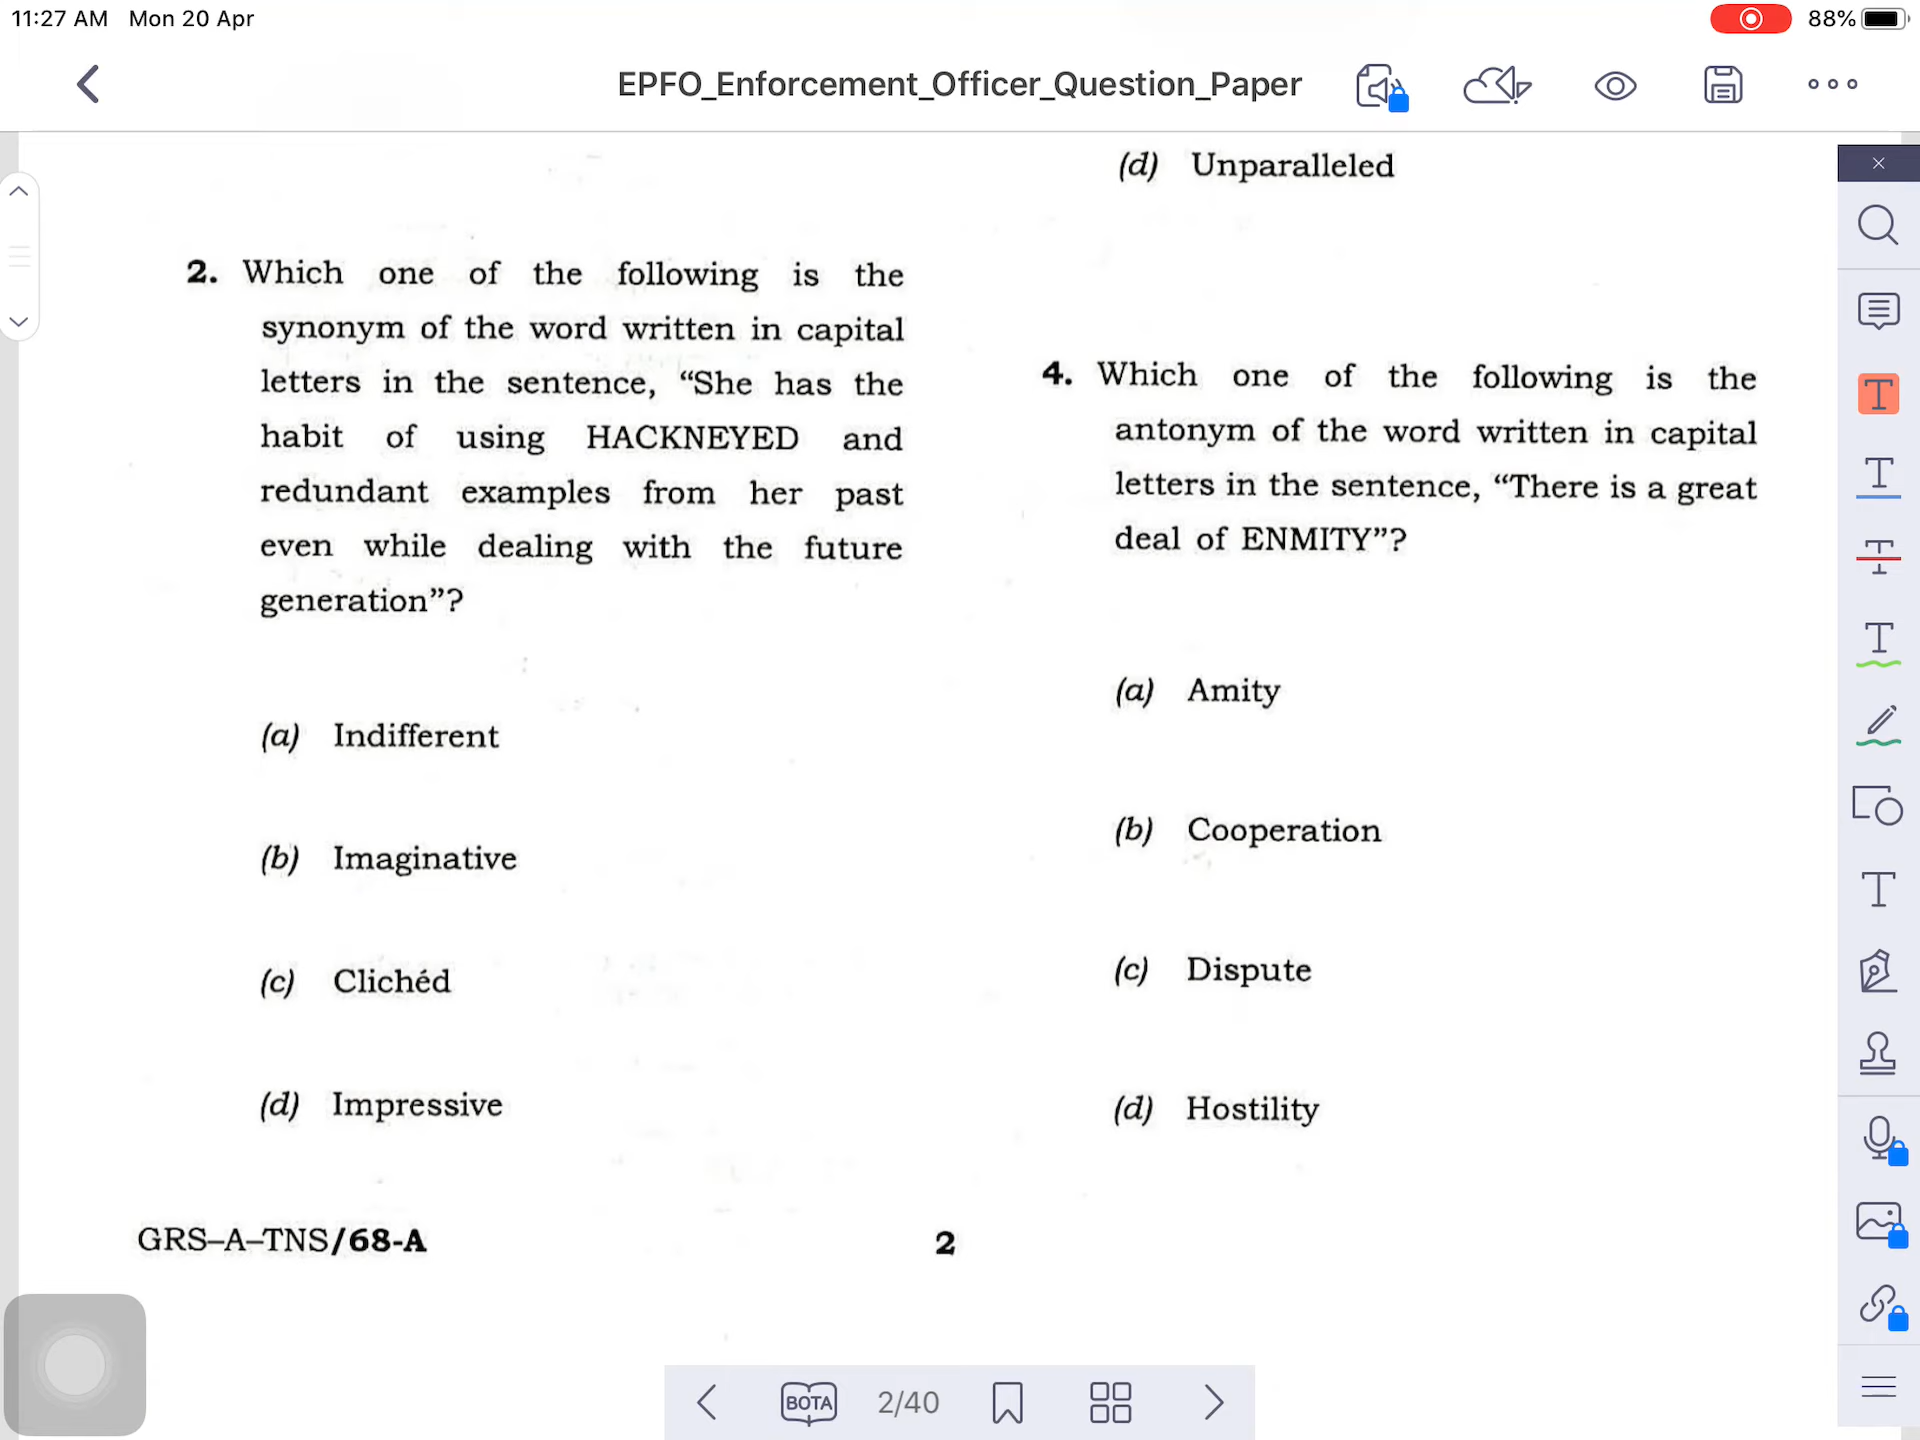 11:27 AM Mon 20 Apr
88%
EPFO_Enforcement_Officer_Question_Paper
2. Which one of the following is the
synonym of the word written in capital
letters in the sentence, “She has the
habit of using HACKNEYED and
redundant examples from her past
even while dealing with the future
generation”?
(a) Indifferent
(b) Imaginative
(c) Clichéd
(d) Impressive
(d) Unparalleled
4. Which one of the following is the
antonym of the word written in capital
letters in the sentence, “There is a great
deal of ENMITY”?
(a) Amity
(b) Cooperation
(c) Dispute
(d) Hostility
GRS–A–TNS/68-A
2
BOTA
2/40